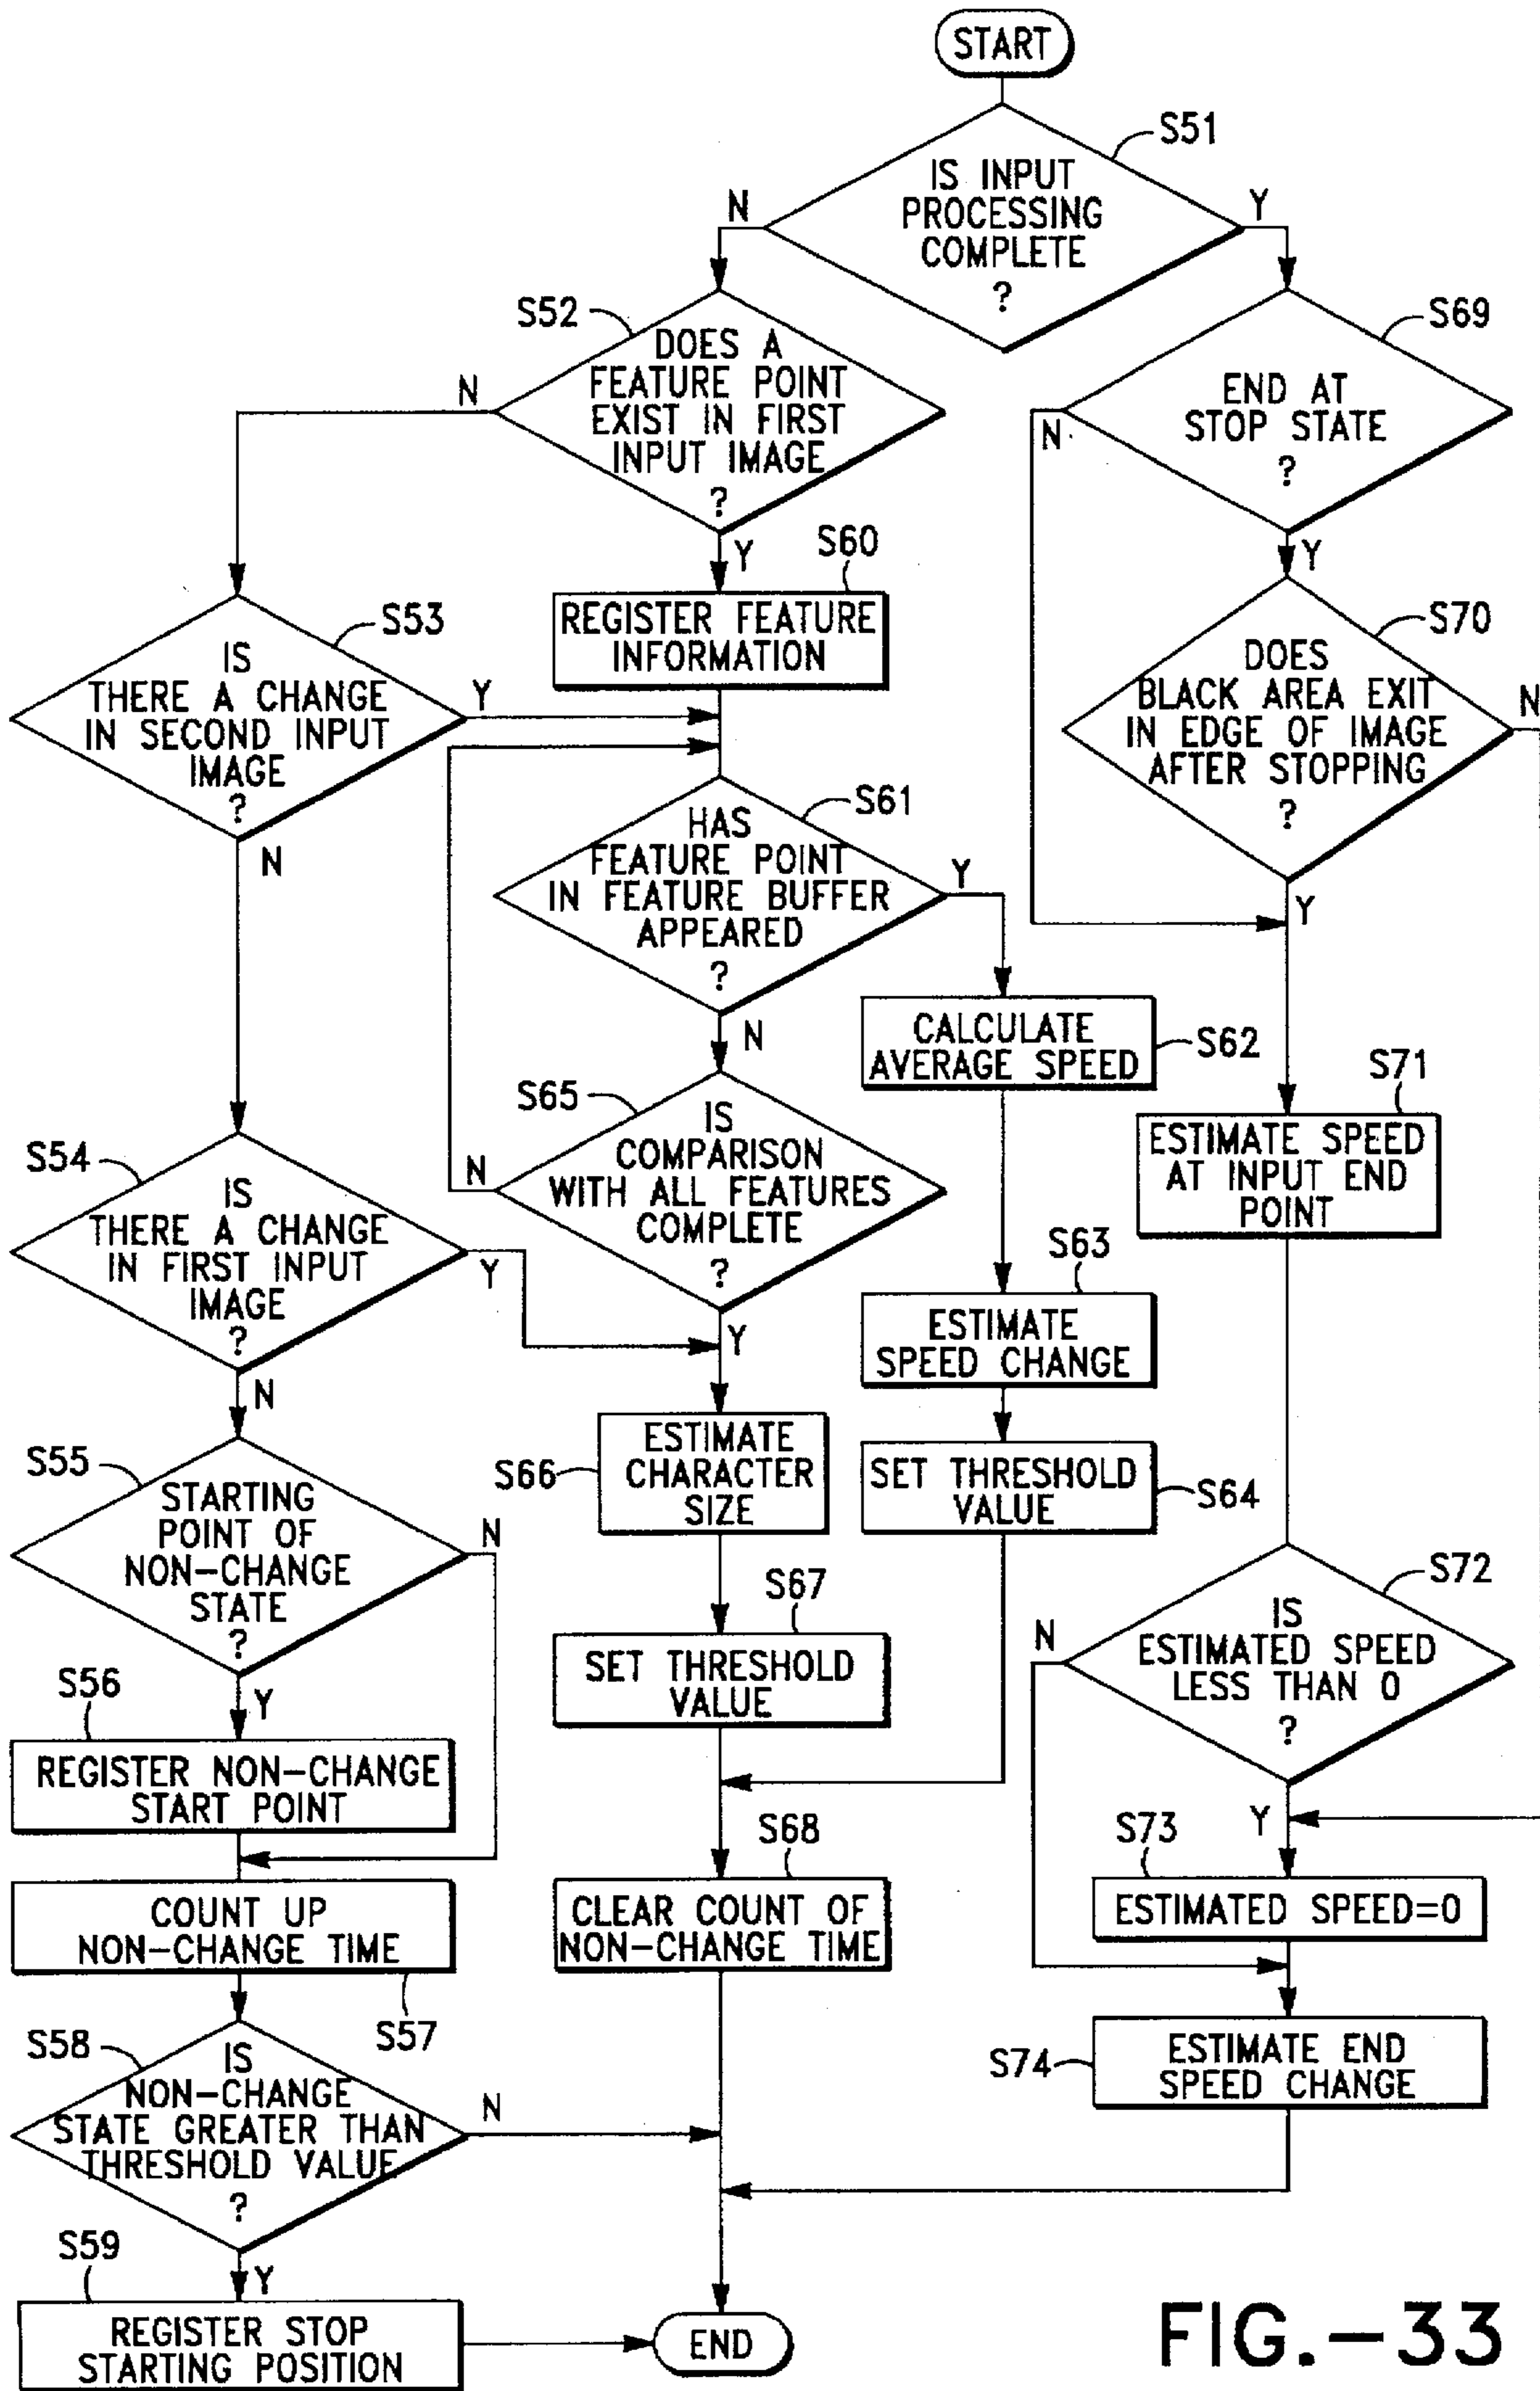 START
S51
IS INPUT
PROCESSING
COMPLETE
?
N
Y
S52
DOES A
FEATURE POINT
EXIST IN FIRST
INPUT IMAGE
?
N
Y
S69
END AT
STOP STATE
?
N
Y
S60
REGISTER FEATURE
INFORMATION
S53
IS
THERE A CHANGE
IN SECOND INPUT
IMAGE
?
Y
N
S70
DOES
BLACK AREA EXIT
IN EDGE OF IMAGE
AFTER STOPPING
?
N
Y
S61
HAS
FEATURE POINT
IN FEATURE BUFFER
APPEARED
?
Y
N
CALCULATE
AVERAGE SPEED
S62
S65
IS
COMPARISON
WITH ALL FEATURES
COMPLETE
?
N
Y
S71
ESTIMATE SPEED
AT INPUT END
POINT
S54
IS
THERE A CHANGE
IN FIRST INPUT
IMAGE
?
Y
N
S63
ESTIMATE
SPEED CHANGE
S55
STARTING
POINT OF
NON-CHANGE
STATE
?
N
Y
S66
ESTIMATE
CHARACTER
SIZE
SET THRESHOLD
VALUE
S64
S67
SET THRESHOLD
VALUE
S72
IS
ESTIMATED SPEED
LESS THAN 0
?
N
Y
S56
REGISTER NON-CHANGE
START POINT
S68
CLEAR COUNT OF
NON-CHANGE TIME
S73
ESTIMATED SPEED=0
COUNT UP
NON-CHANGE TIME
S57
S58
IS
NON-CHANGE
STATE GREATER THAN
THRESHOLD VALUE
?
N
Y
S74
ESTIMATE END
SPEED CHANGE
S59
REGISTER STOP
STARTING POSITION
END
FIG.-33